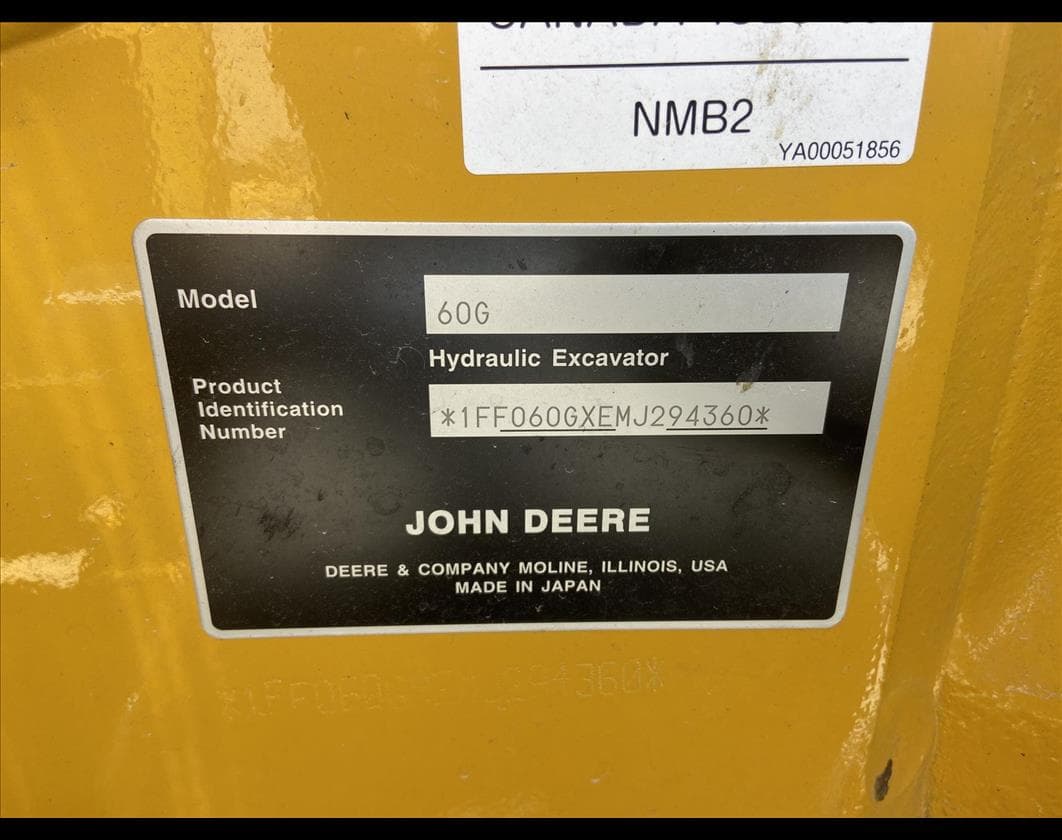 NMB2
YA00051856
Model
60G
Hydraulic Excavator
Product
Identification
Number
*1FF060GXEMJ294360*
JOHN DEERE
DEERE & COMPANY MOLINE, ILLINOIS, USA
MADE IN JAPAN